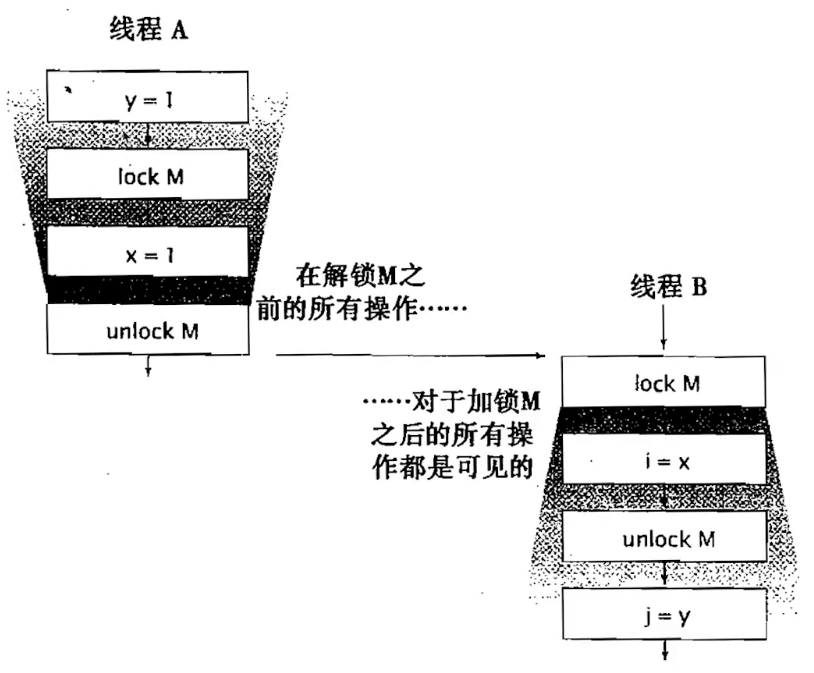 线程 A
y = 1
lock M
x = 1
unlock M
在解锁M之
前的所有操作……
线程 B
……对于加锁M
之后的所有操
作都是可见的
lock M
i = x
unlock M
j = y